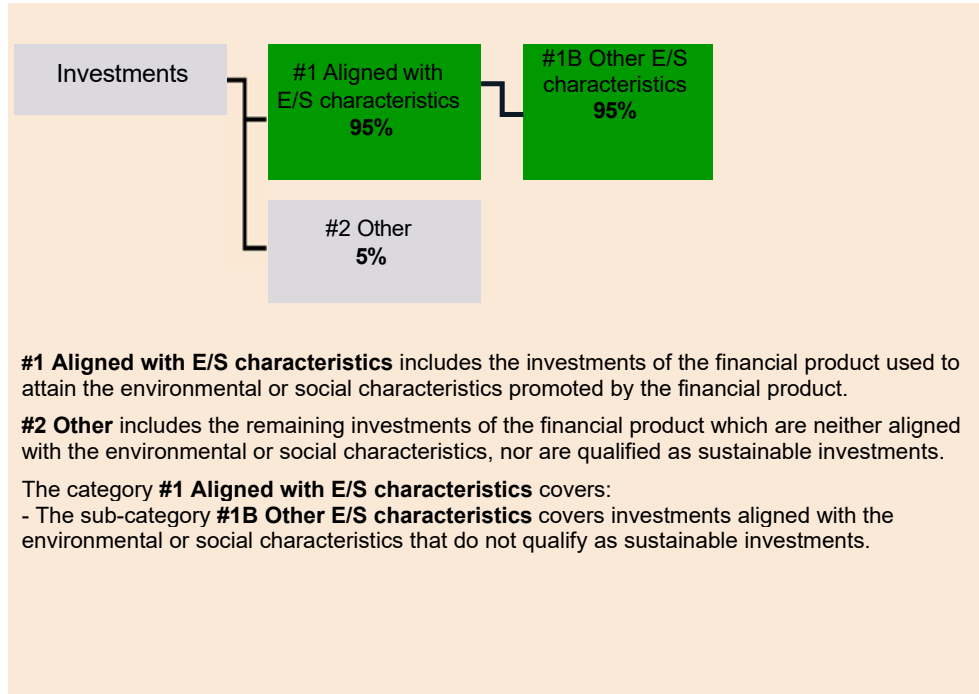 Investments
#1 Aligned with
E/S characteristics
95%
#1B Other E/S
characteristics
95%
#2 Other
5%
#1 Aligned with E/S characteristics includes the investments of the financial product used to
attain the environmental or social characteristics promoted by the financial product.
#2 Other includes the remaining investments of the financial product which are neither aligned
with the environmental or social characteristics, nor are qualified as sustainable investments.
The category #1 Aligned with E/S characteristics covers:
- The sub-category #1B Other E/S characteristics covers investments aligned with the
environmental or social characteristics that do not qualify as sustainable investments.